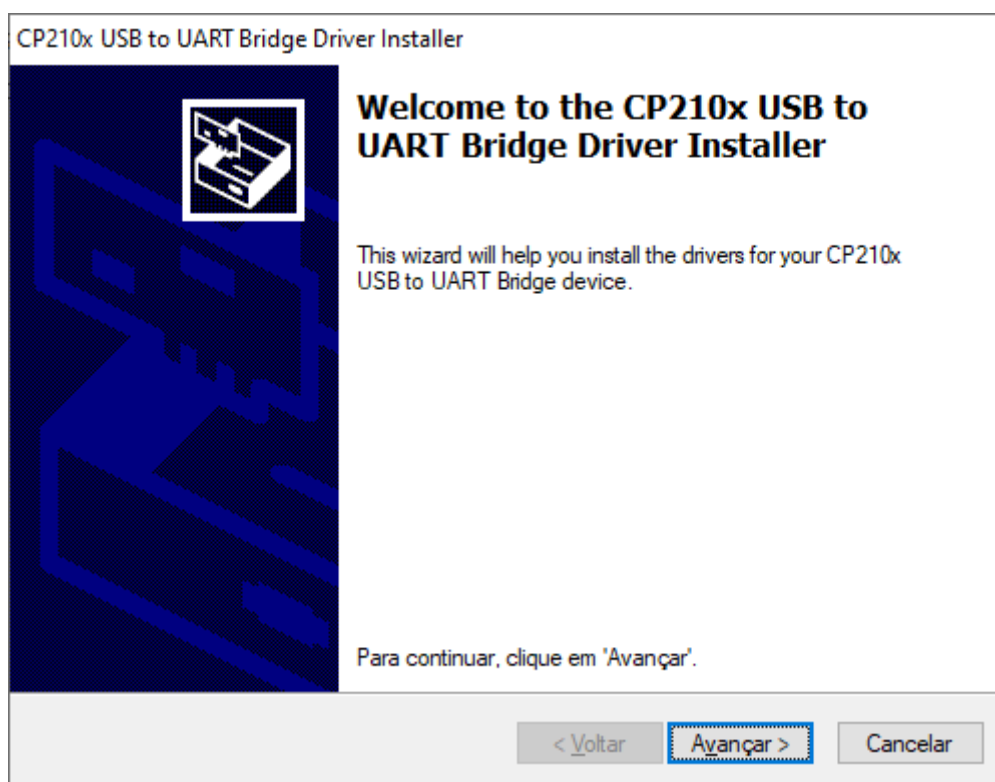 CP210x USB to UART Bridge Driver Installer
Welcome to the CP210x USB to
UART Bridge Driver Installer
This wizard will help you install the drivers for your CP210x
USB to UART Bridge device.
Para continuar, clique em 'Avançar'.
< Voltar
Avançar >
Cancelar